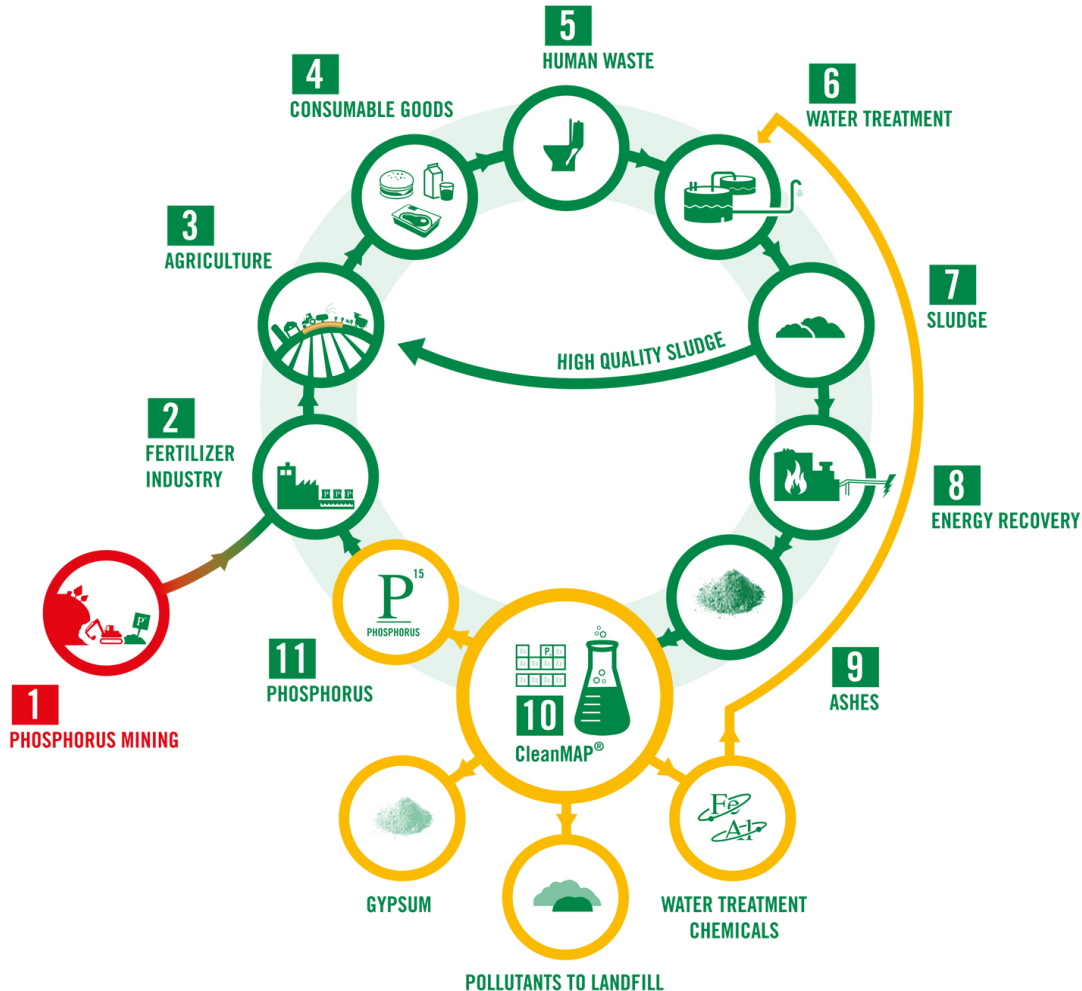 5
HUMAN WASTE
4
CONSUMABLE GOODS
6
WATER TREATMENT
3
AGRICULTURE
7
SLUDGE
HIGH QUALITY SLUDGE
2
FERTILIZER
INDUSTRY
8
ENERGY RECOVERY
P 15
PHOSPHORUS
11
PHOSPHORUS
1
PHOSPHORUS MINING
P
10
CleanMAP®
9
ASHES
Fe
Al
GYPSUM
WATER TREATMENT
CHEMICALS
POLLUTANTS TO LANDFILL